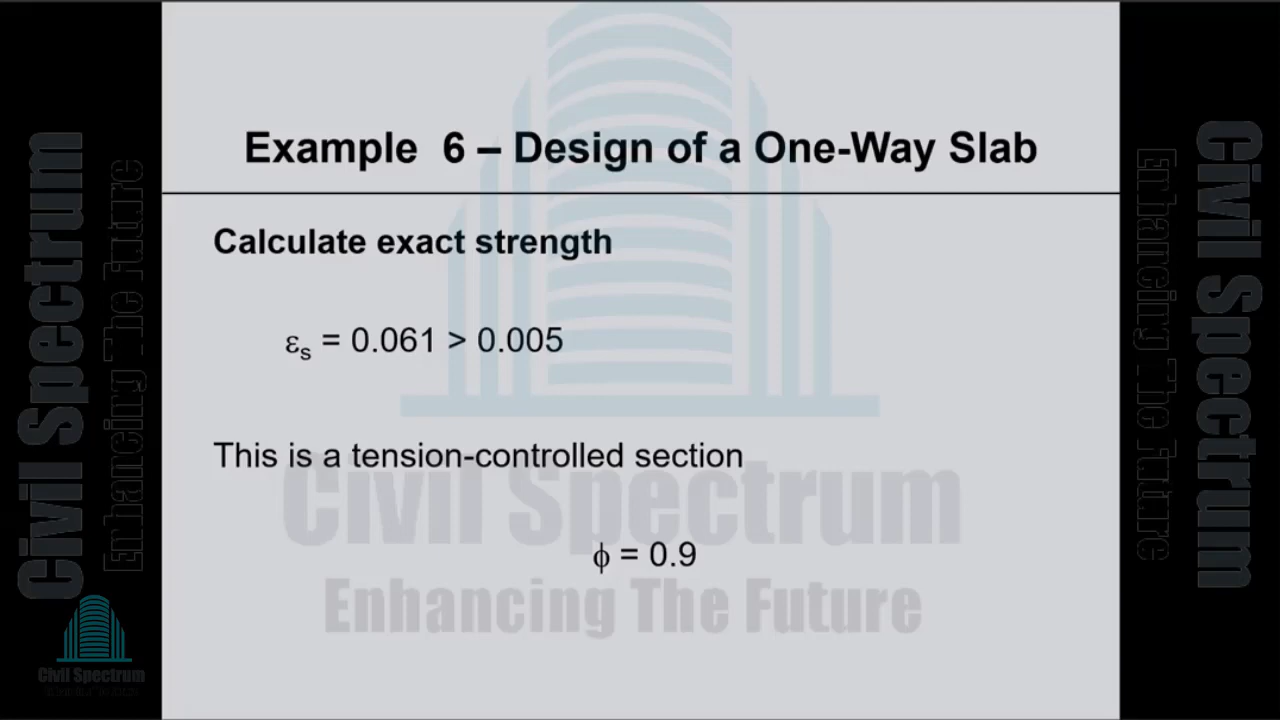 Example 6 – Design of a One-Way Slab
Calculate exact strength
εs = 0.061 > 0.005
This is a tension-controlled section
ϕ = 0.9
Civil Spectrum
Enhancing The Future
Civil Spectrum
Enhancing The Future
Civil Spectrum
Enhancing The Future
Civil Spectrum